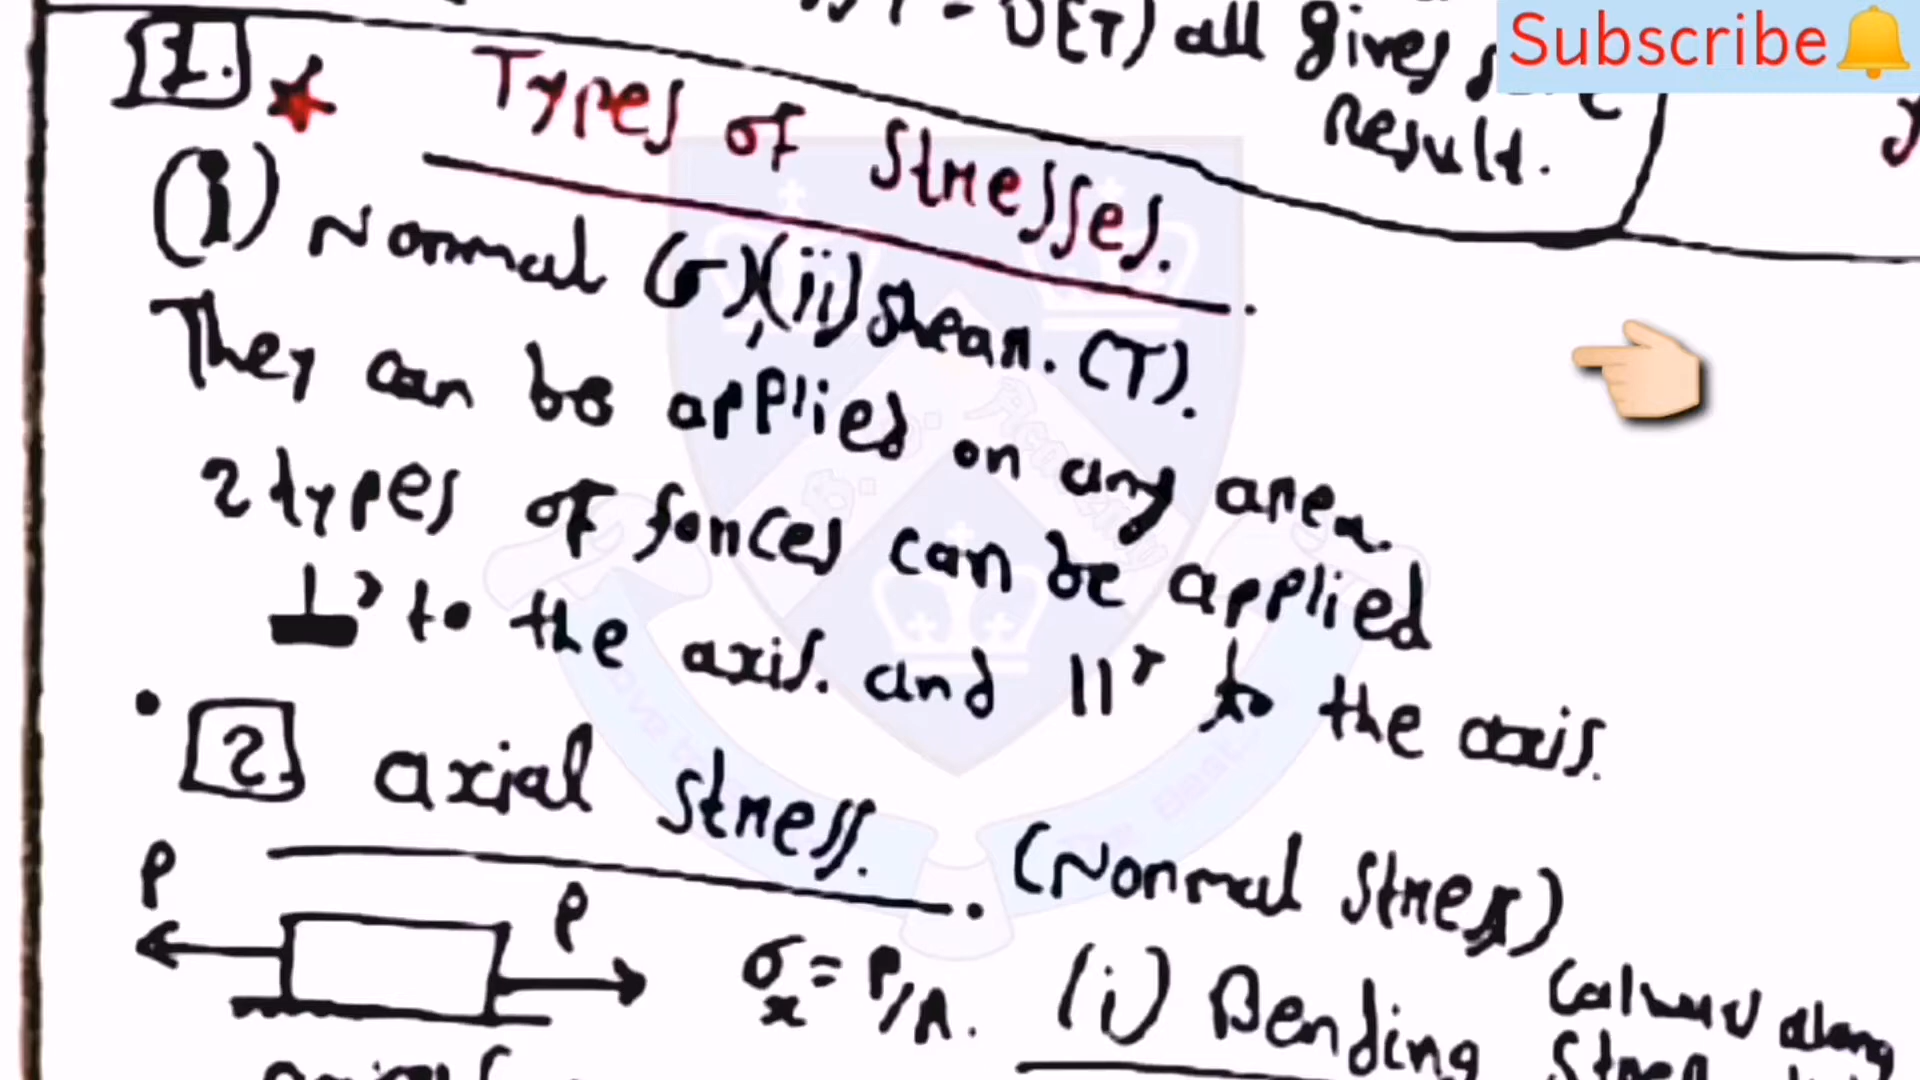 DET) all gives
Subscribe
Result.
1. Types of Stresses.
(i) Normal (σ), (ii) Shear. (T).
They can be applied on any area.
2 types of forces can be applied
⊥r to the axis. and ||r to the axis.
2. axial stress. (Normal Stress)
P
P
σx = P/A. (i) Bending
along